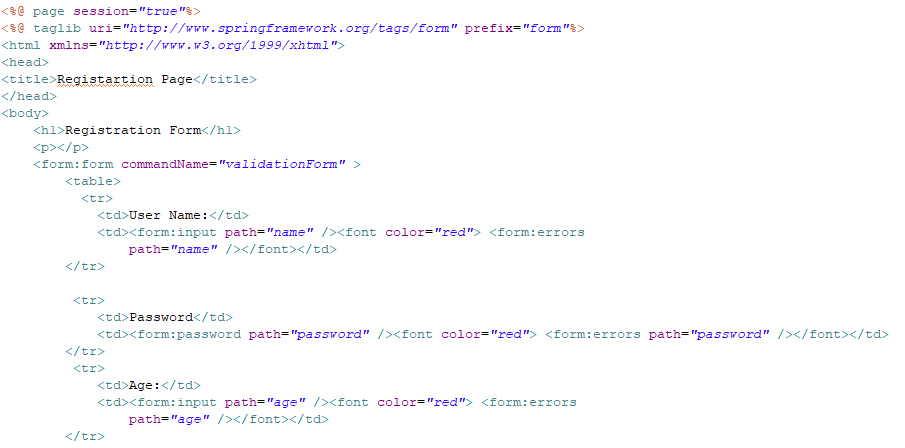 <%@ page session="true"%>
<%@ taglib uri="http://www.springframework.org/tags/form" prefix="form"%>
<html xmlns="http://www.w3.org/1999/xhtml">
<head>
<title>Registartion Page</title>
</head>
<body>
    <h1>Registration Form</h1>
    <p></p>
    <form:form commandName="validationForm" >
        <table>
          <tr>
            <td>User Name:</td>
            <td><form:input path="name" /><font color="red"> <form:errors
                path="name" /></font></td>
        </tr>

         <tr>
            <td>Password</td>
            <td><form:password path="password" /><font color="red"> <form:errors path="password" /></font></td>
        </tr>
         <tr>
            <td>Age:</td>
            <td><form:input path="age" /><font color="red"> <form:errors
                path="age" /></font></td>
        </tr>